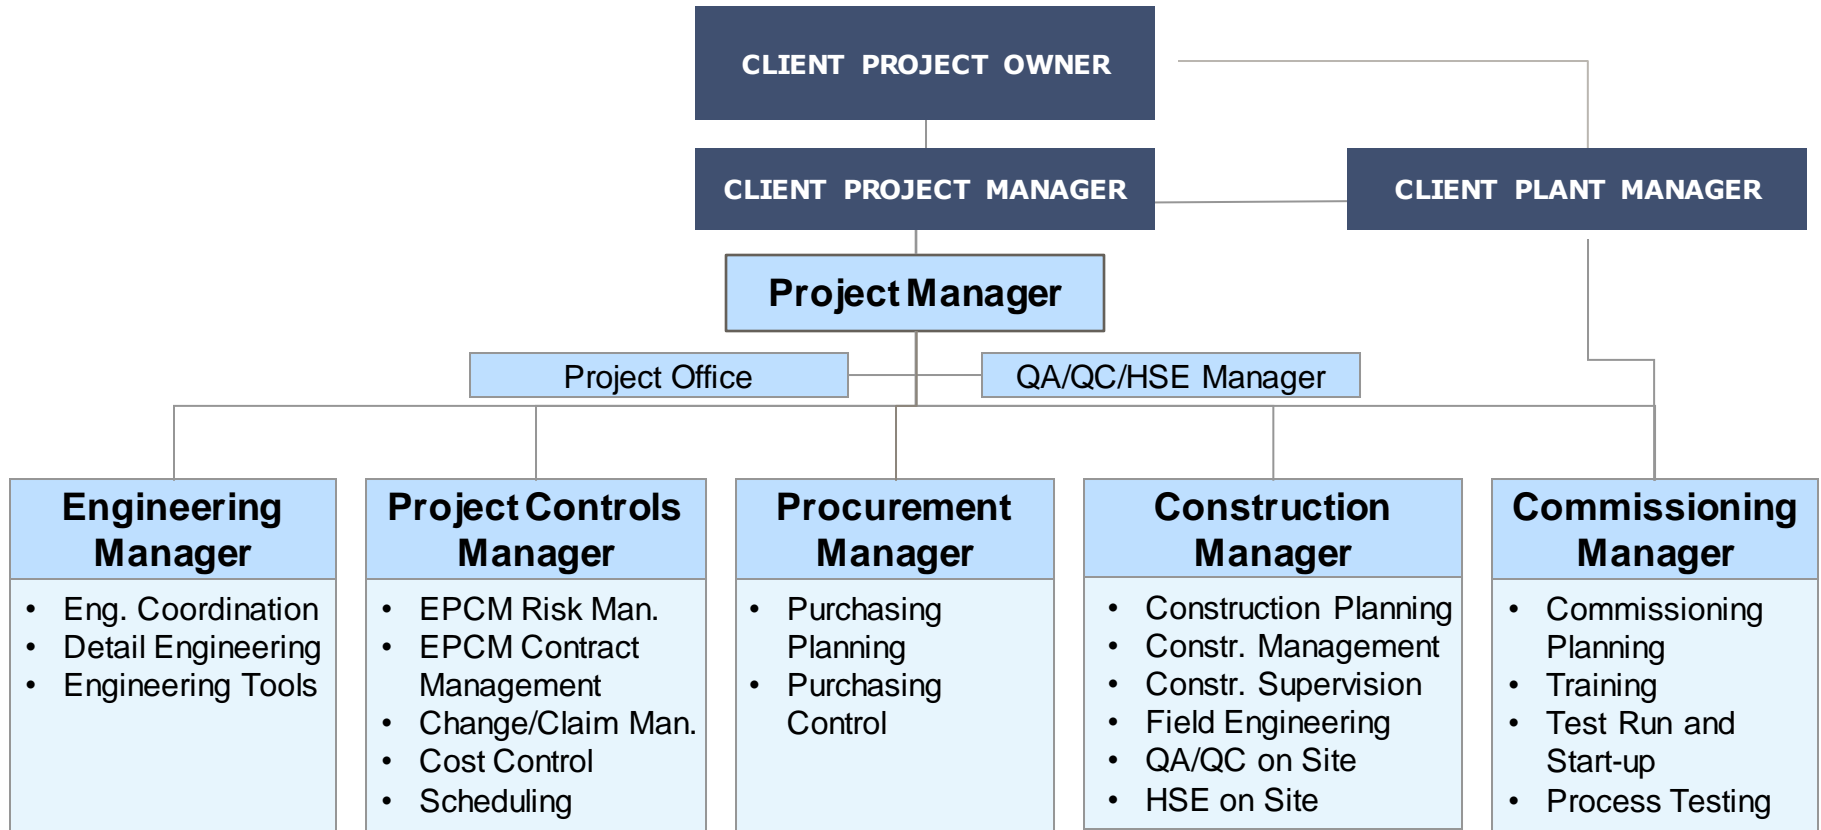 CLIENT PROJECT OWNER
CLIENT PROJECT MANAGER
CLIENT PLANT MANAGER
Project Manager
Project Office
QA/QC/HSE Manager
Engineering
Manager
• Eng. Coordination
• Detail Engineering
• Engineering Tools
Project Controls
Manager
• EPCM Risk Man.
• EPCM Contract
Management
• Change/Claim Man.
• Cost Control
• Scheduling
Procurement
Manager
• Purchasing
Planning
• Purchasing
Control
Construction
Manager
• Construction Planning
• Constr. Management
• Constr. Supervision
• Field Engineering
• QA/QC on Site
• HSE on Site
Commissioning
Manager
• Commissioning
Planning
• Training
• Test Run and
Start-up
• Process Testing